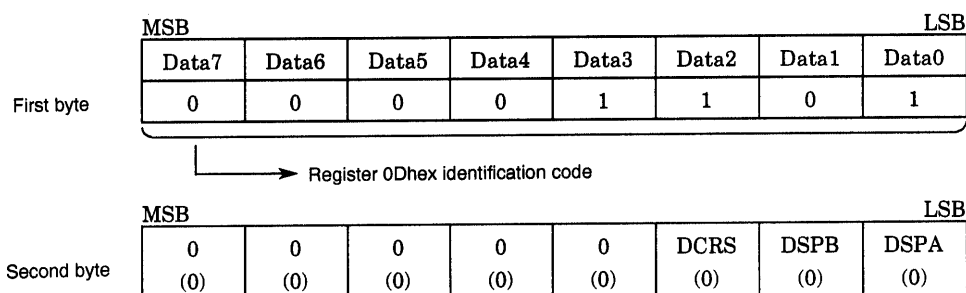 MSB LSB
Data7 Data6 Data5 Data4 Data3 Data2 Data1 Data0
First byte 0 0 0 0 1 1 0 1
Register 0Dhex identification code
MSB LSB
0 0 0 0 0 DCRS DSPB DSPA
Second byte
(0) (0) (0) (0) (0) (0) (0) (0)